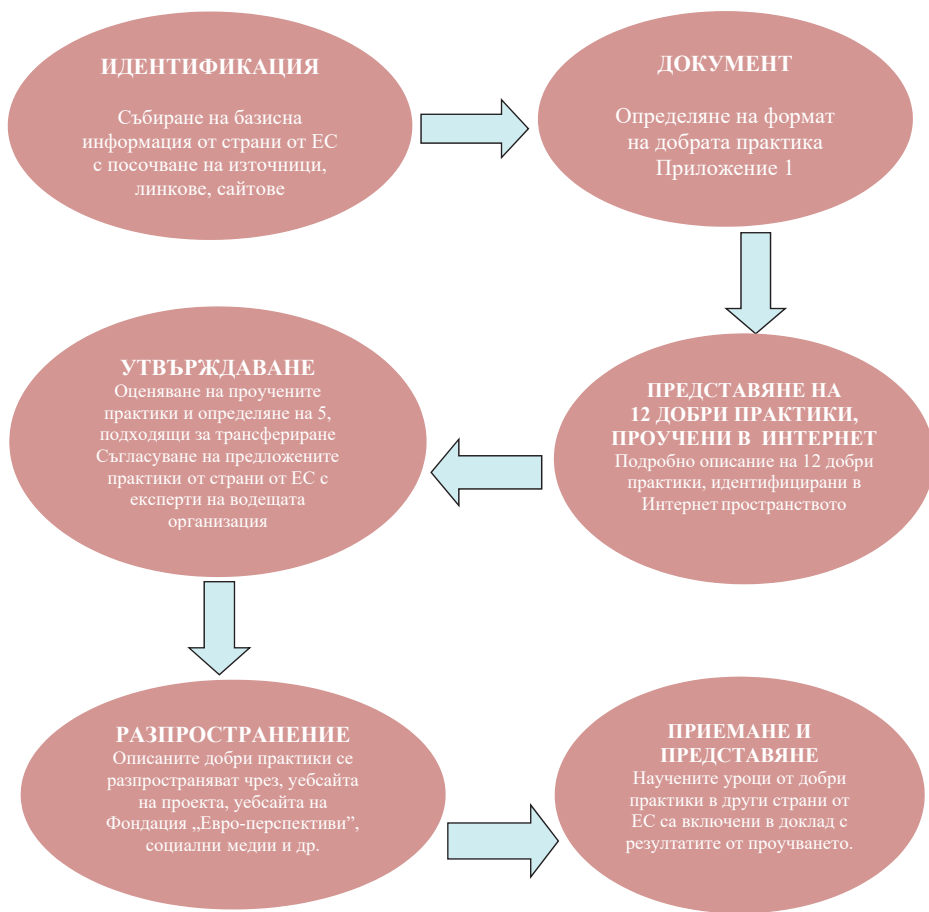 ИДЕНТИФИКАЦИЯ
Събиране на базисна
информация от страни от ЕС
с посочване на източници,
линкове, сайтове
ДОКУМЕНТ
Определяне на формат
на добрата практика
Приложение 1
ПРЕДСТАВЯНЕ НА
12 ДОБРИ ПРАКТИКИ,
ПРОУЧЕНИ В ИНТЕРНЕТ
Подробно описание на 12 добри
практики, идентифицирани в
Интернет пространството
УТВЪРЖДАВАНЕ
Оценяване на проучените
практики и определяне на 5,
подходящи за трансфериране
Съгласуване на предложените
практики от страни от ЕС с
експерти на водещата
организация
РАЗПРОСТРАНЕНИЕ
Описаните добри практики се
разпространяват чрез, уебсайта
на проекта, уебсайта на
Фондация „Евро-перспективи”,
социални медии и др.
ПРИЕМАНЕ И
ПРЕДСТАВЯНЕ
Научените уроци от добри
практики в други страни от
ЕС са включени в доклад с
резултатите от проучването.